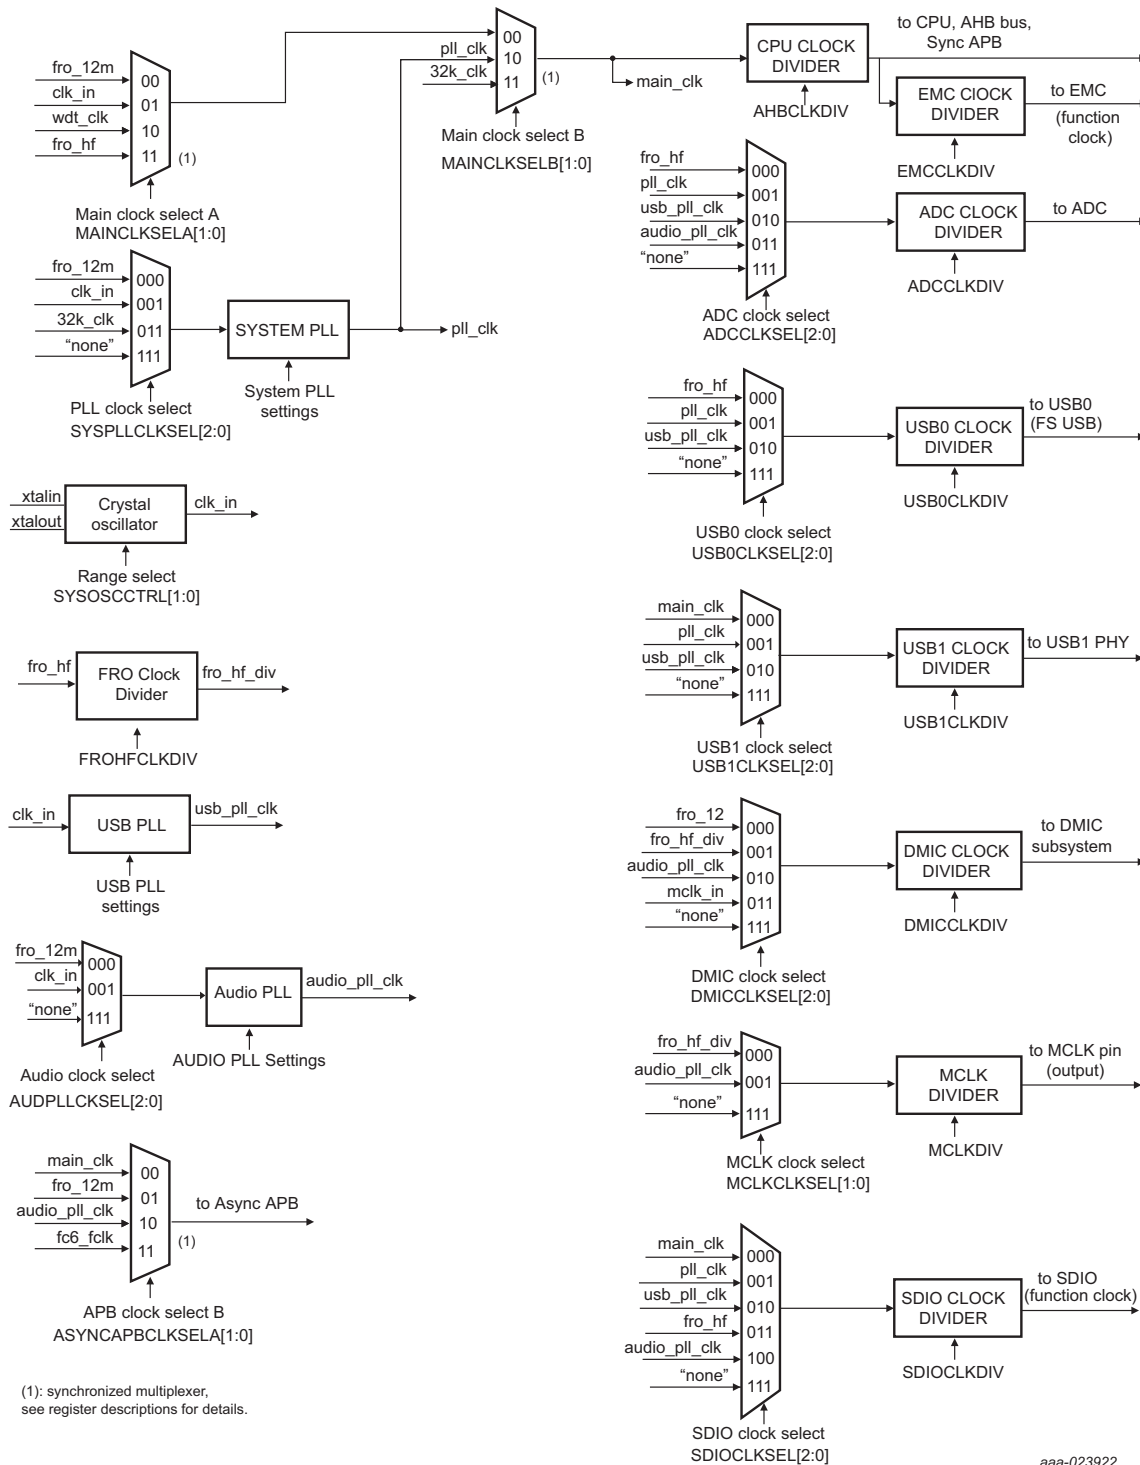 fro_12m
clk_in
wdt_clk
fro_hf
00
01
10
11
(1)
Main clock select A
MAINCLKSELA[1:0]
pll_clk
32k_clk
00
10
11
(1)
Main clock select B
MAINCLKSELB[1:0]
main_clk
CPU CLOCK
DIVIDER
AHBCLKDIV
to CPU, AHB bus,
Sync APB
EMC ClOCK
DIVIDER
EMCCLKDIV
to EMC
(function
clock)
fro_hf
pll_clk
usb_pll_clk
audio_pll_clk
“none”
000
001
010
011
111
ADC clock select
ADCCLKSEL[2:0]
ADC CLOCK
DIVIDER
ADCCLKDIV
to ADC
fro_12m
clk_in
32k_clk
“none”
000
001
011
111
PLL clock select
SYSPLLCLKSEL[2:0]
SYSTEM PLL
System PLL
settings
pll_clk
fro_hf
pll_clk
usb_pll_clk
“none”
000
001
010
111
USB0 clock select
USB0CLKSEL[2:0]
USB0 CLOCK
DIVIDER
USB0CLKDIV
to USB0
(FS USB)
xtalin
xtalout
Crystal
oscillator
clk_in
Range select
SYSOSCCTRL[1:0]
main_clk
pll_clk
usb_pll_clk
“none”
000
001
010
111
USB1 clock select
USB1CLKSEL[2:0]
USB1 CLOCK
DIVIDER
USB1CLKDIV
to USB1 PHY
fro_hf
FRO Clock
Divider
fro_hf_div
FROHFCLKDIV
clk_in
USB PLL
usb_pll_clk
USB PLL
settings
fro_12
fro_hf_div
audio_pll_clk
mclk_in
“none”
000
001
010
011
111
DMIC clock select
DMICCLKSEL[2:0]
DMIC CLOCK
DIVIDER
DMICCLKDIV
to DMIC
subsystem
fro_12m
clk_in
“none”
000
001
111
Audio clock select
AUDPLLCKSEL[2:0]
Audio PLL
AUDIO PLL Settings
audio_pll_clk
fro_hf_div
audio_pll_clk
“none”
000
001
111
MCLK clock select
MCLKCLKSEL[1:0]
MCLK
DIVIDER
MCLKDIV
to MCLK pin
(output)
main_clk
fro_12m
audio_pll_clk
fc6_fclk
00
01
10
11
(1)
to Async APB
APB clock select B
ASYNCAPBCLKSELA[1:0]
main_clk
pll_clk
usb_pll_clk
fro_hf
audio_pll_clk
“none”
000
001
010
011
100
111
SDIO clock select
SDIOCLKSEL[2:0]
SDIO CLOCK
DIVIDER
SDIOCLKDIV
to SDIO
(function clock)
(1): synchronized multiplexer,
see register descriptions for details.
aaa-023922